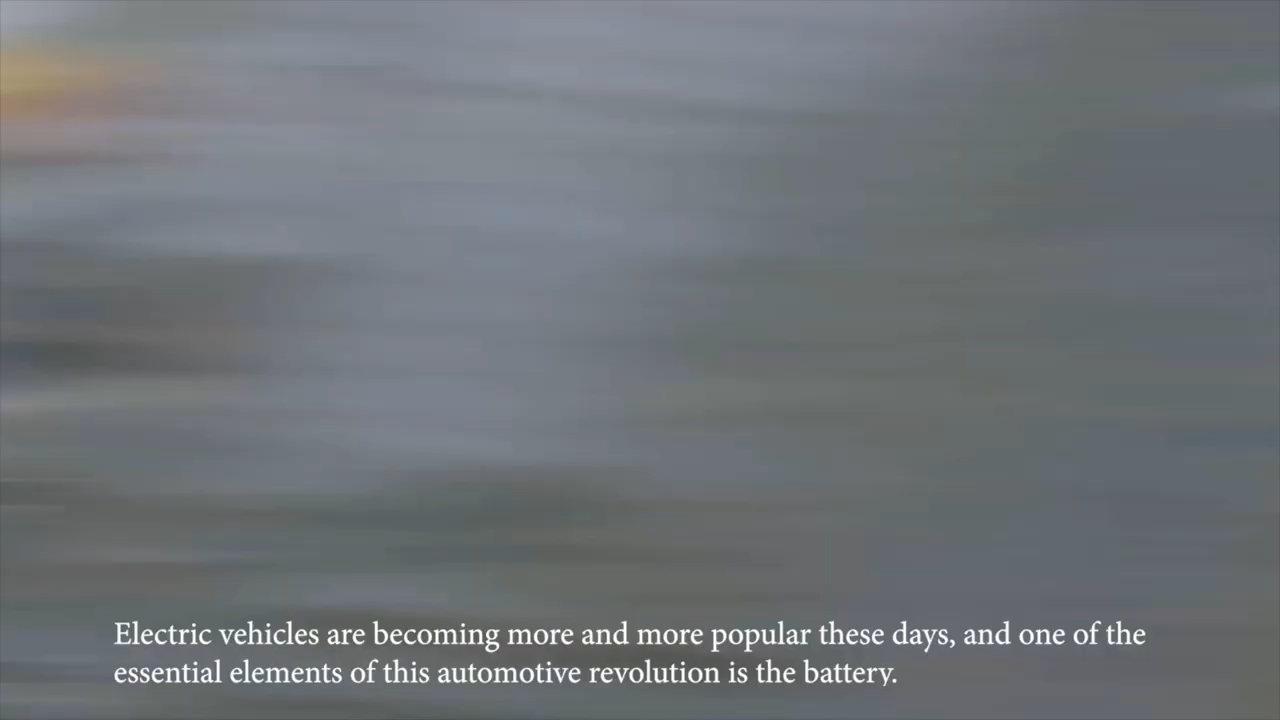 Electric vehicles are becoming more and more popular these days, and one of the
essential elements of this automotive revolution is the battery.